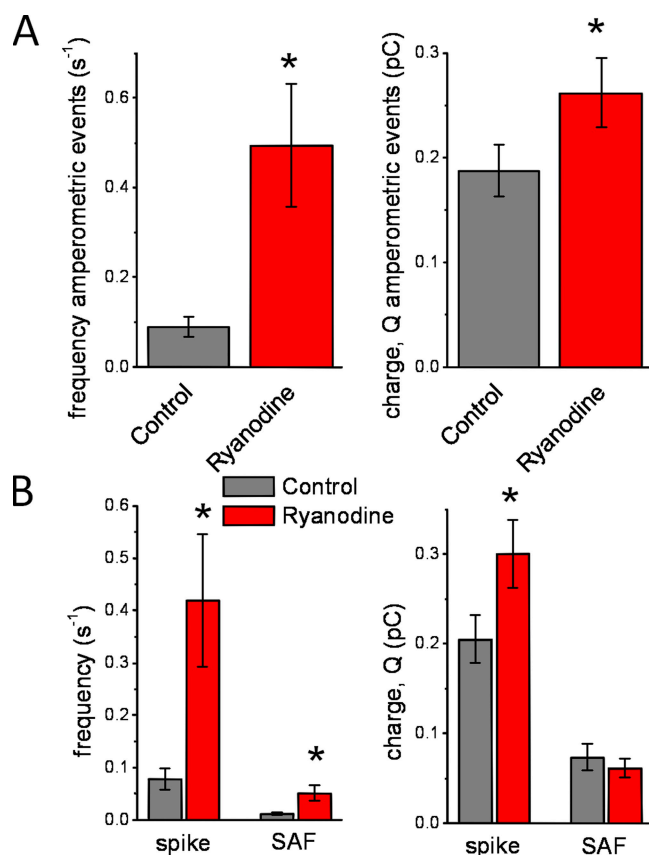 A
frequency amperometric events (s⁻¹)
0.6
0.4
0.2
0.0
*
Control
Ryanodine
charge, Q amperometric events (pC)
0.3
0.2
0.1
0.0
*
Control
Ryanodine
B
Control
Ryanodine
frequency (s⁻¹)
0.6
0.5
0.4
0.3
0.2
0.1
0.0
*
*
spike
SAF
charge, Q (pC)
0.3
0.2
0.1
0.0
*
spike
SAF